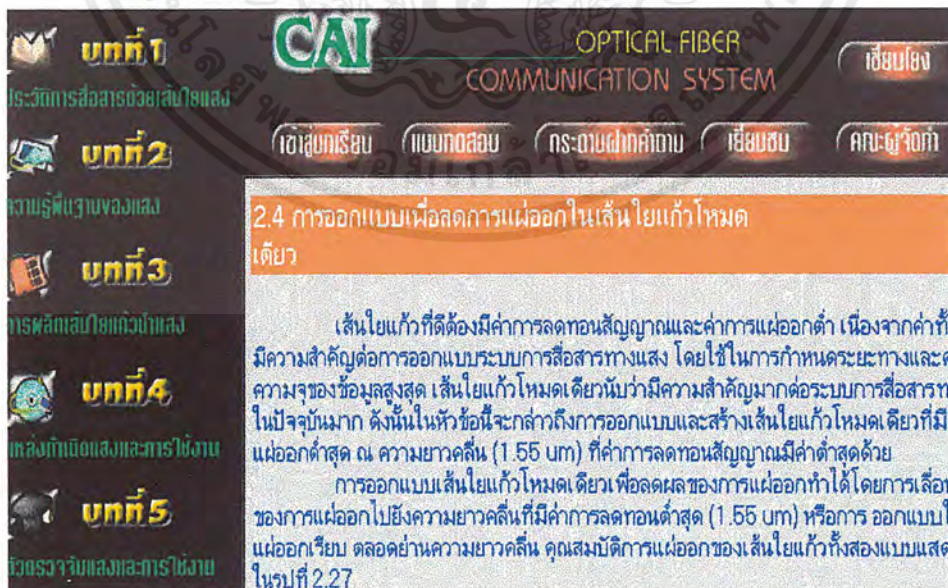 บทที่ 1
ประวัติการสื่อสารด้วยเส้นใยแสง
บทที่ 2
ความรู้พื้นฐานของแสง
บทที่ 3
การผลิตเส้นใยแก้วนำแสง
บทที่ 4
แหล่งกำเนิดแสงและการใช้งาน
บทที่ 5
ตัวตรวจจับแสงและการใช้งาน
CAI
OPTICAL FIBER
COMMUNICATION SYSTEM
เชื่อมโยง
เข้าสู่บทเรียน แบบทดสอบ กระดานฝากคำถาม เยี่ยมชม คณะผู้จัดทำ
2.4 การออกแบบเพื่อลดการแผ่ออกในเส้นใยแก้วโหมด
เดียว
เส้นใยแก้วที่ดีต้องมีค่าการลดทอนสัญญาณและค่าการแผ่ออกต่ำ เนื่องจากค่า
มีความสำคัญต่อการออกแบบระบบการสื่อสารทางแสง โดยใช้ในการกำหนดระยะทางและ
ความจุของข้อมูลสูงสุด เส้นใยแก้วโหมดเดียวนับว่ามีความสำคัญมากต่อระบบการสื่อสาร
ในปัจจุบันมาก ดังนั้นในหัวข้อนี้จะกล่าวถึงการออกแบบและสร้างเส้นใยแก้วโหมดเดียวที่มี
แผ่ออกต่ำสุด ณ ความยาวคลื่น (1.55 um) ที่ค่าการลดทอนสัญญาณมีค่าต่ำสุดด้วย
การออกแบบเส้นใยแก้วโหมดเดียวเพื่อลดผลของการแผ่ออกทำได้โดยการ
ของการแผ่ออกไปยังความยาวคลื่นที่มีค่าการลดทอนต่ำสุด (1.55 um) หรือการ ออกแบบ
แผ่ออกเรียบ ตลอดย่านความยาวคลื่น คุณสมบัติการแผ่ออกของเส้นใยแก้วทั้งสองแบบ
ในรูปที่ 2.27